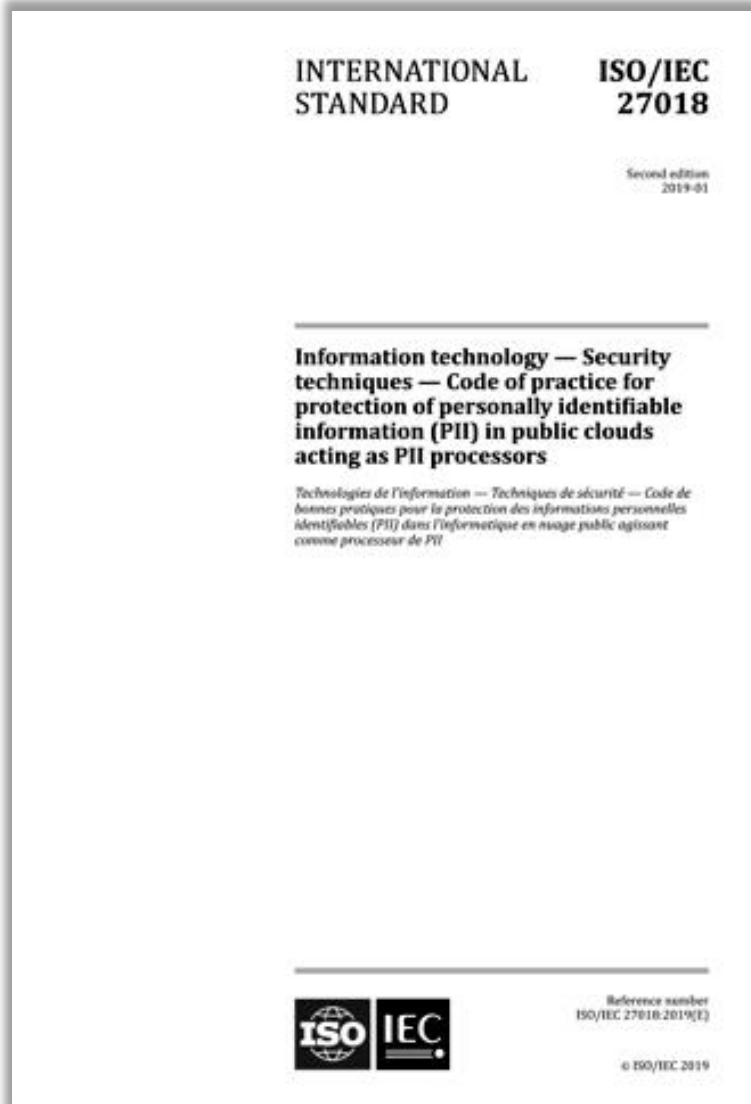 INTERNATIONAL
STANDARD
ISO/IEC
27018
Second edition
2019-01
Information technology — Security
techniques — Code of practice for
protection of personally identifiable
information (PII) in public clouds
acting as PII processors
Technologies de l'information — Techniques de sécurité — Code de
bonnes pratiques pour la protection des informations personnelles
identifiables (PII) dans l'informatique en nuage public agissant
comme processeur de PII
ISO
IEC
Reference number
ISO/IEC 27018:2019(E)
© ISO/IEC 2019